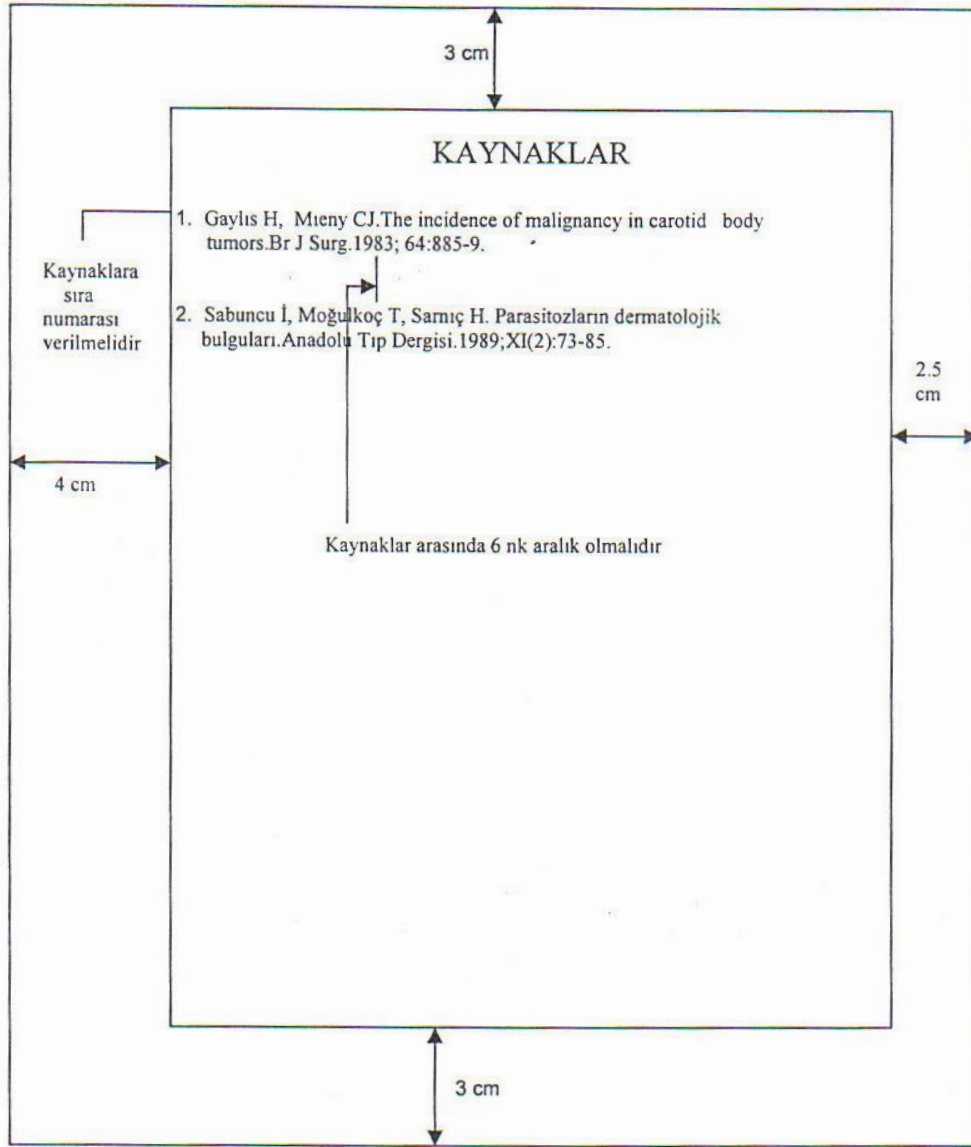 3 cm
KAYNAKLAR
1. Gaylıs H, Mıeny CJ.The incidence of malignancy in carotid body
tumors.Br J Surg.1983; 64:885-9.
Kaynaklara
sıra
numarası
verilmelidir
2. Sabuncu İ, Moğulkoç T, Sarnıç H. Parasitozların dermatolojik
bulguları.Anadolu Tıp Dergisi.1989;XI(2):73-85.
2.5
cm
4 cm
Kaynaklar arasında 6 nk aralık olmalıdır
3 cm